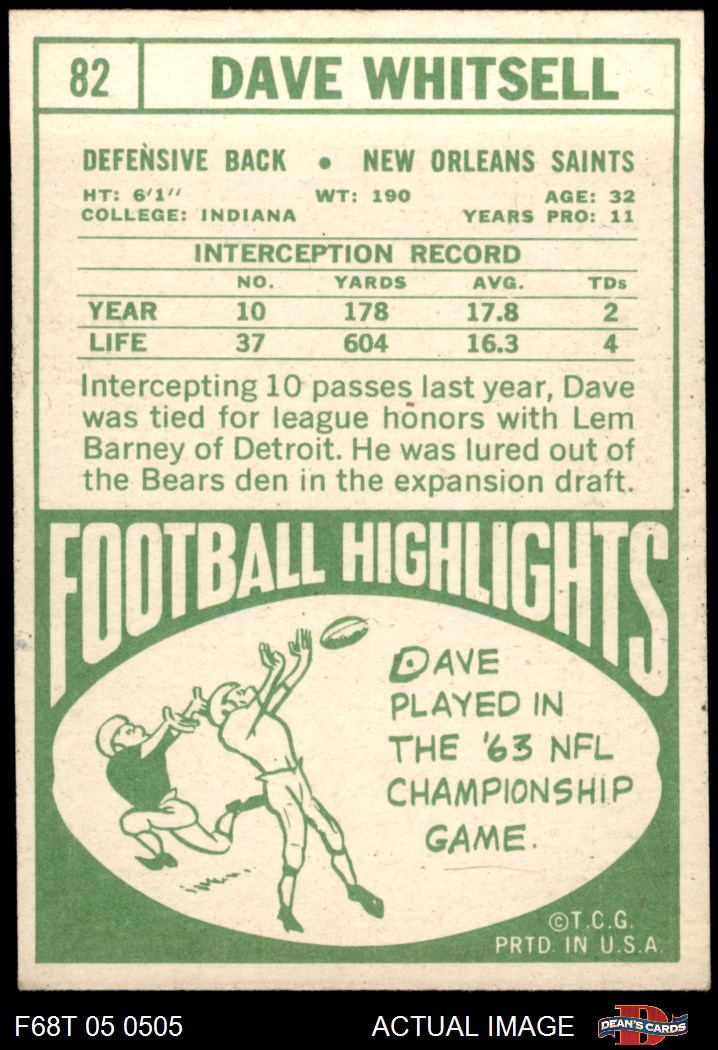 82 DAVE WHITSELL
DEFENSIVE BACK • NEW ORLEANS SAINTS
HT: 6'1" WT: 190 AGE: 32
COLLEGE: INDIANA YEARS PRO: 11
INTERCEPTION RECORD
NO. YARDS AVG. TDs
YEAR 10 178 17.8 2
LIFE 37 604 16.3 4
Intercepting 10 passes last year, Dave
was tied for league honors with Lem
Barney of Detroit. He was lured out of
the Bears den in the expansion draft.
FOOTBALL HIGHLIGHTS
DAVE
PLAYED IN
THE '63 NFL
CHAMPIONSHIP
GAME.
©T.C.G.
PRTD. IN U.S.A.
F68T 05 0505 ACTUAL IMAGE D DEAN'S CARDS